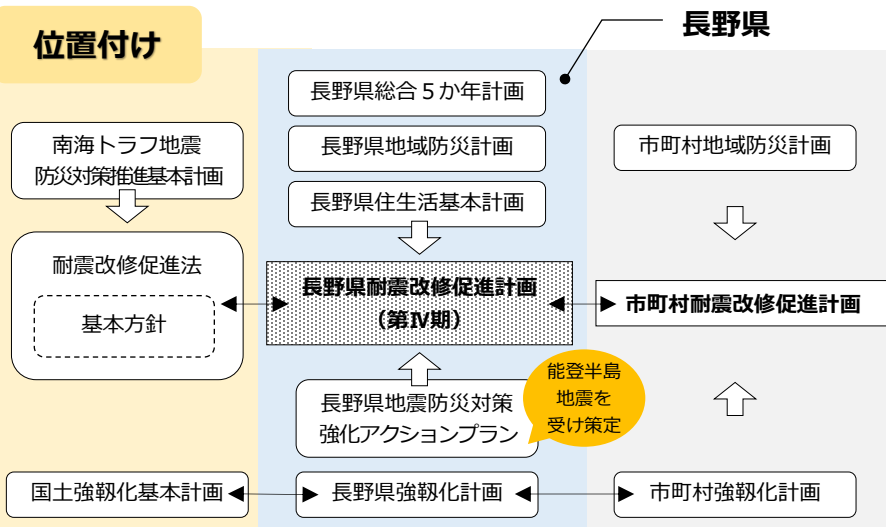 位置付け
長野県
長野県総合５か年計画
南海トラフ地震
防災対策推進基本計画
長野県地域防災計画
市町村地域防災計画
長野県住生活基本計画
耐震改修促進法
基本方針
長野県耐震改修促進計画
（第Ⅳ期）
市町村耐震改修促進計画
長野県地震防災対策
強化アクションプラン
能登半島
地震を
受け策定
国土強靱化基本計画
長野県強靱化計画
市町村強靱化計画